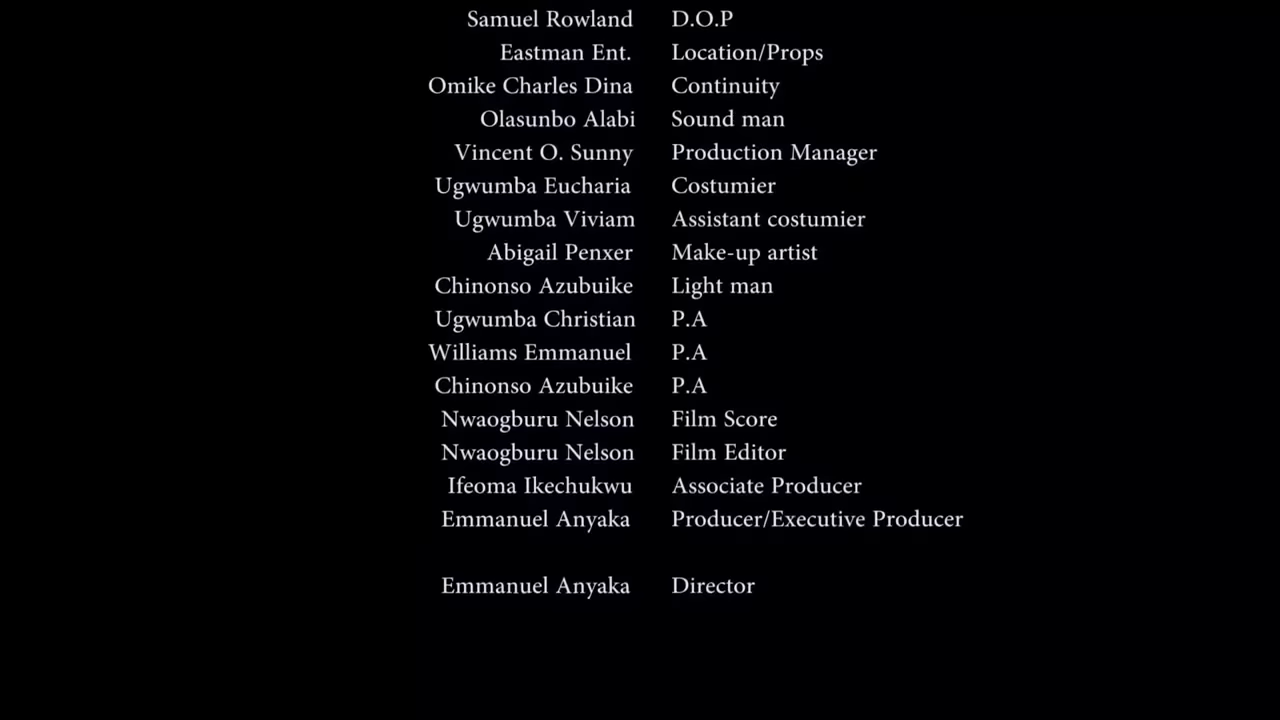 Samuel Rowland D.O.P
Eastman Ent. Location/Props
Omike Charles Dina Continuity
Olasunbo Alabi Sound man
Vincent O. Sunny Production Manager
Ugwumba Eucharia Costumier
Ugwumba Viviam Assistant costumier
Abigail Penxer Make-up artist
Chinonso Azubuike Light man
Ugwumba Christian P.A
Williams Emmanuel P.A
Chinonso Azubuike P.A
Nwaogburu Nelson Film Score
Nwaogburu Nelson Film Editor
Ifeoma Ikechukwu Associate Producer
Emmanuel Anyaka Producer/Executive Producer
Emmanuel Anyaka Director